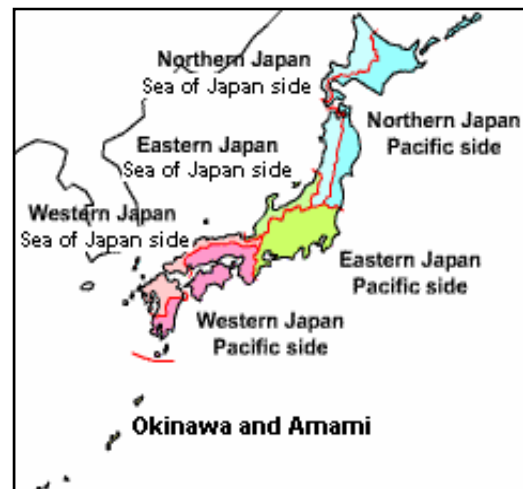 Northern Japan
Sea of Japan side
Northern Japan
Pacific side
Eastern Japan
Sea of Japan side
Western Japan
Sea of Japan side
Eastern Japan
Pacific side
Western Japan
Pacific side
Okinawa and Amami